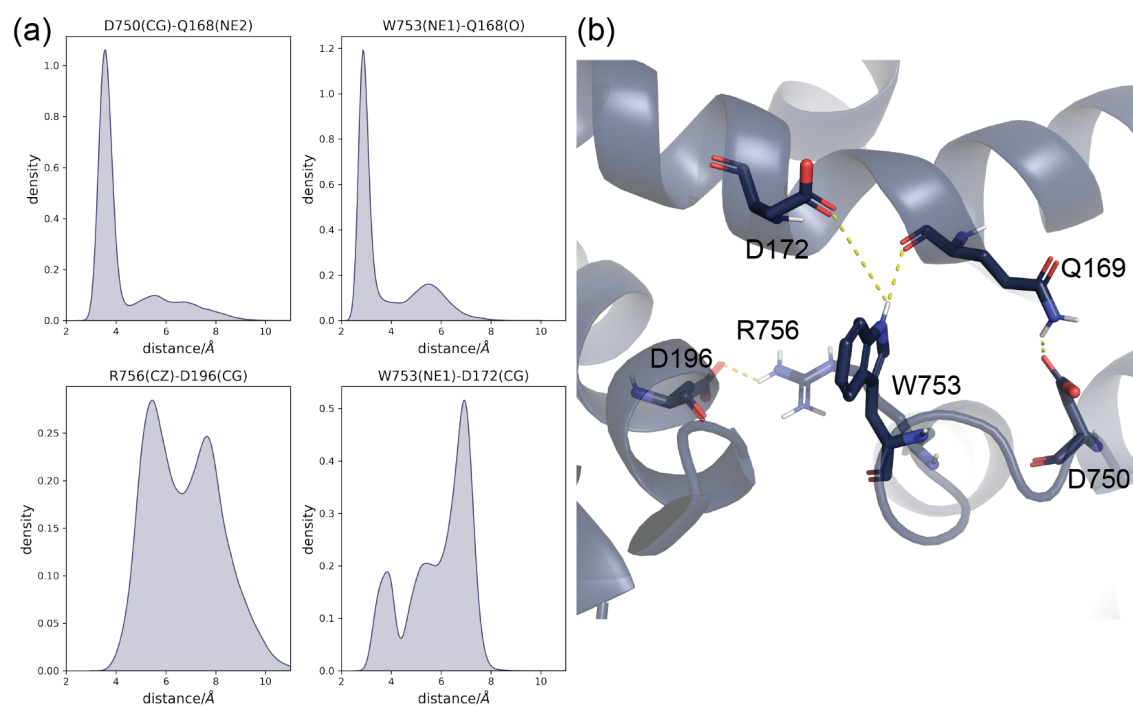 (a)
D750(CG)-Q168(NE2)
density
1.0
0.8
0.6
0.4
0.2
0.0
2 4 6 8 10
distance/Å
W753(NE1)-Q168(O)
density
1.2
1.0
0.8
0.6
0.4
0.2
0.0
2 4 6 8 10
distance/Å
R756(CZ)-D196(CG)
density
0.25
0.20
0.15
0.10
0.05
0.00
2 4 6 8 10
distance/Å
W753(NE1)-D172(CG)
density
0.5
0.4
0.3
0.2
0.1
0.0
2 4 6 8 10
distance/Å
(b)
D172
Q169
R756
D196
W753
D750